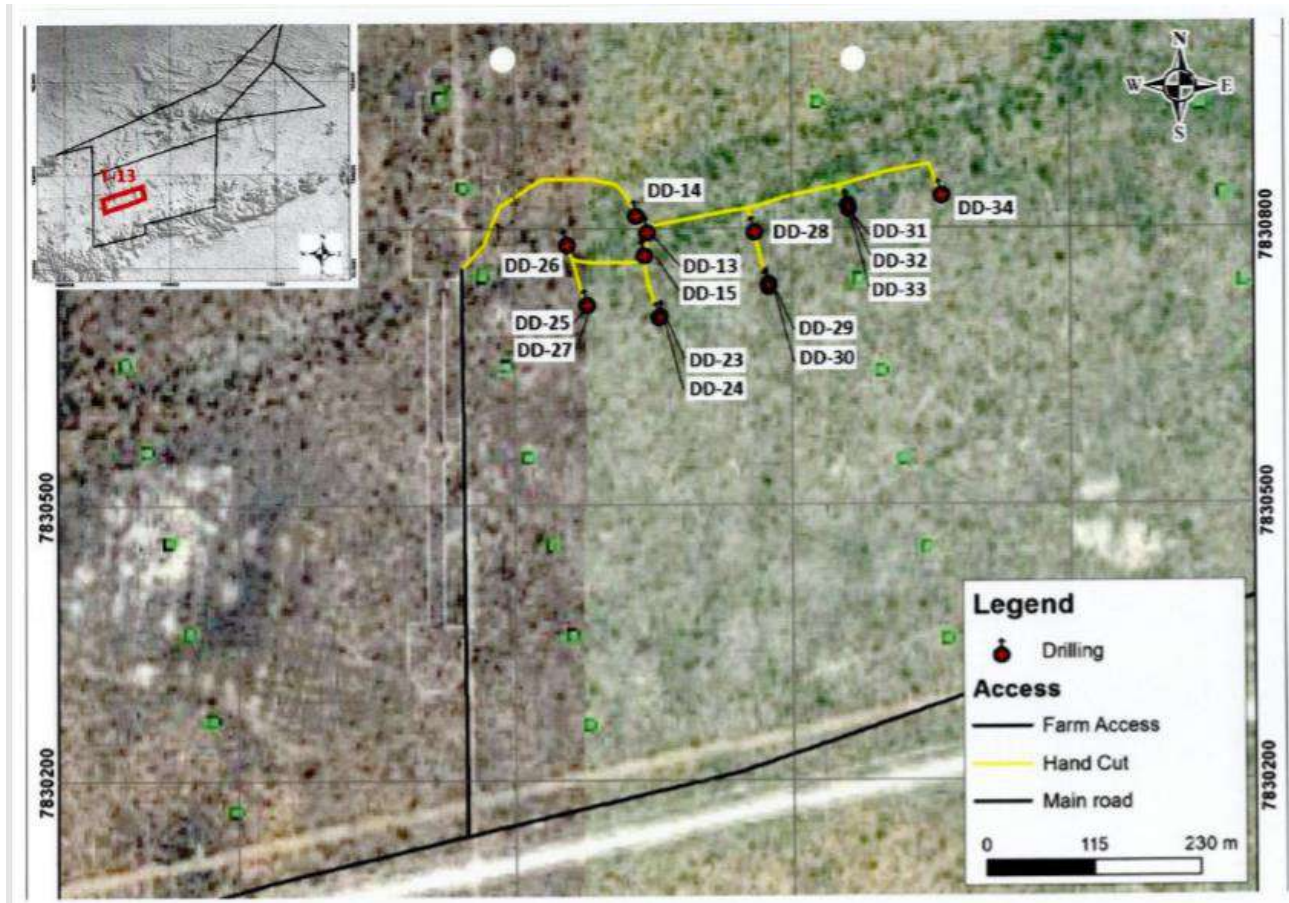 T-13
N
W E
S
DD-14
DD-34
DD-28
DD-31
DD-26
DD-13
DD-32
DD-15
DD-33
DD-25
DD-29
DD-27
DD-23
DD-30
DD-24
7830800
7830800
7830500
7830500
7830200
7830200
Legend
Drilling
Access
Farm Access
Hand Cut
Main road
0 115 230 m